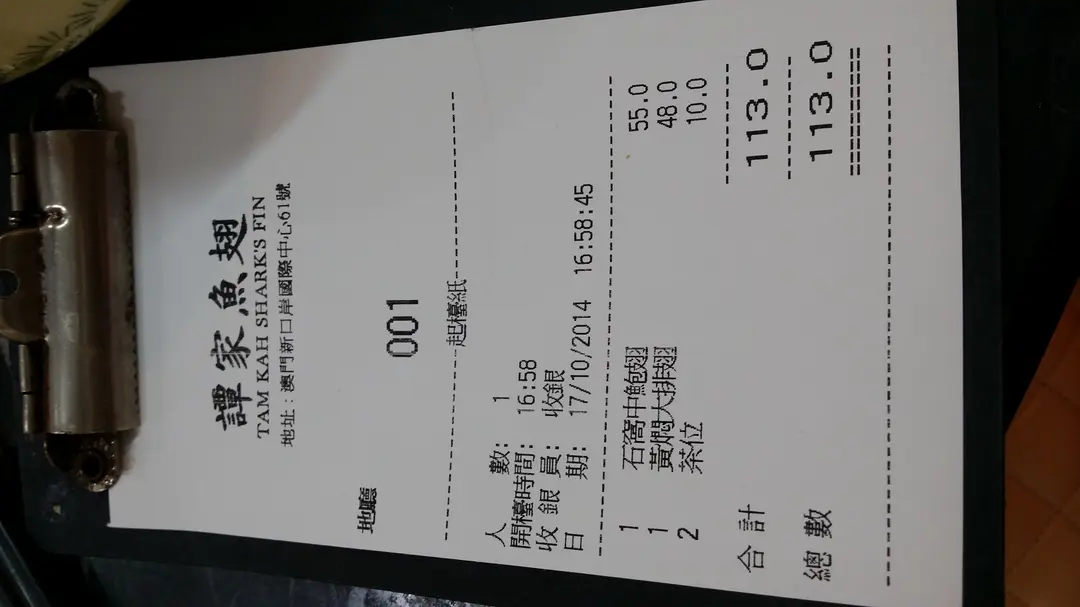 譚家魚翅
TAM KAH SHARK'S FIN
地址：澳門新口岸國際中心61號
地廳
001
起檯紙
人 數: 1
開檯時間: 16:58
收 銀 員: 收銀
日 期: 17/10/2014 16:58:45
1 石窩中鮑翅 55.0
1 黃燜大排翅 48.0
2 茶位 10.0
合 計 113.0
總 數 113.0